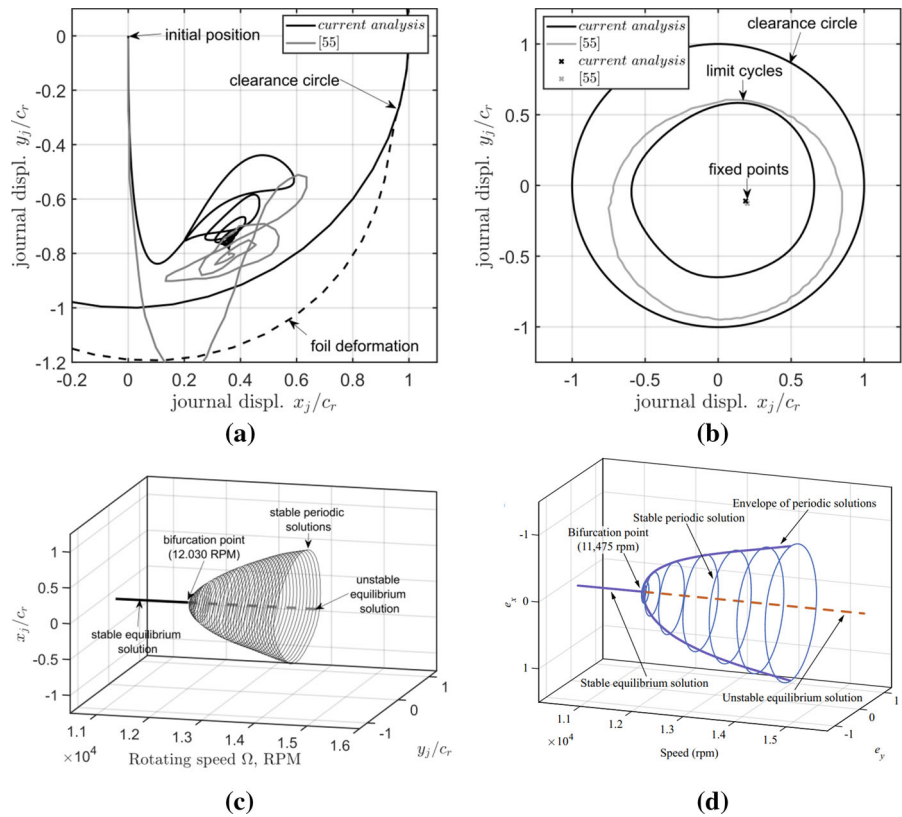 0
-0.2
-0.4
-0.6
-0.8
-1
-1.2
journal displ. y_j/c_r
initial position
current analysis
[55]
clearance circle
foil deformation
-0.2 0 0.2 0.4 0.6 0.8 1
journal displ. x_j/c_r
(a)
1
0.5
0
-0.5
-1
journal displ. y_j/c_r
current analysis
[55]
current analysis
[55]
clearance circle
limit cycles
fixed points
-1 -0.5 0 0.5 1
journal displ. x_j/c_r
(b)
1
0.5
0
-0.5
-1
x_j/c_r
stable periodic
solutions
bifurcation point
(12.030 RPM)
unstable
equilibrium
solution
stable equilibrium
solution
1.1 1.2 1.3 1.4 1.5 1.6
×10^4
Rotating speed Ω, RPM
-1 0 1
y_j/c_r
(c)
-1
0
1
e_x
Envelope of periodic solutions
Stable periodic solution
Bifurcation point
(11,475 rpm)
Stable equilibrium solution
Unstable equilibrium solution
1.1 1.2 1.3 1.4 1.5
×10^4
Speed (rpm)
-1 0 1
e_y
(d)